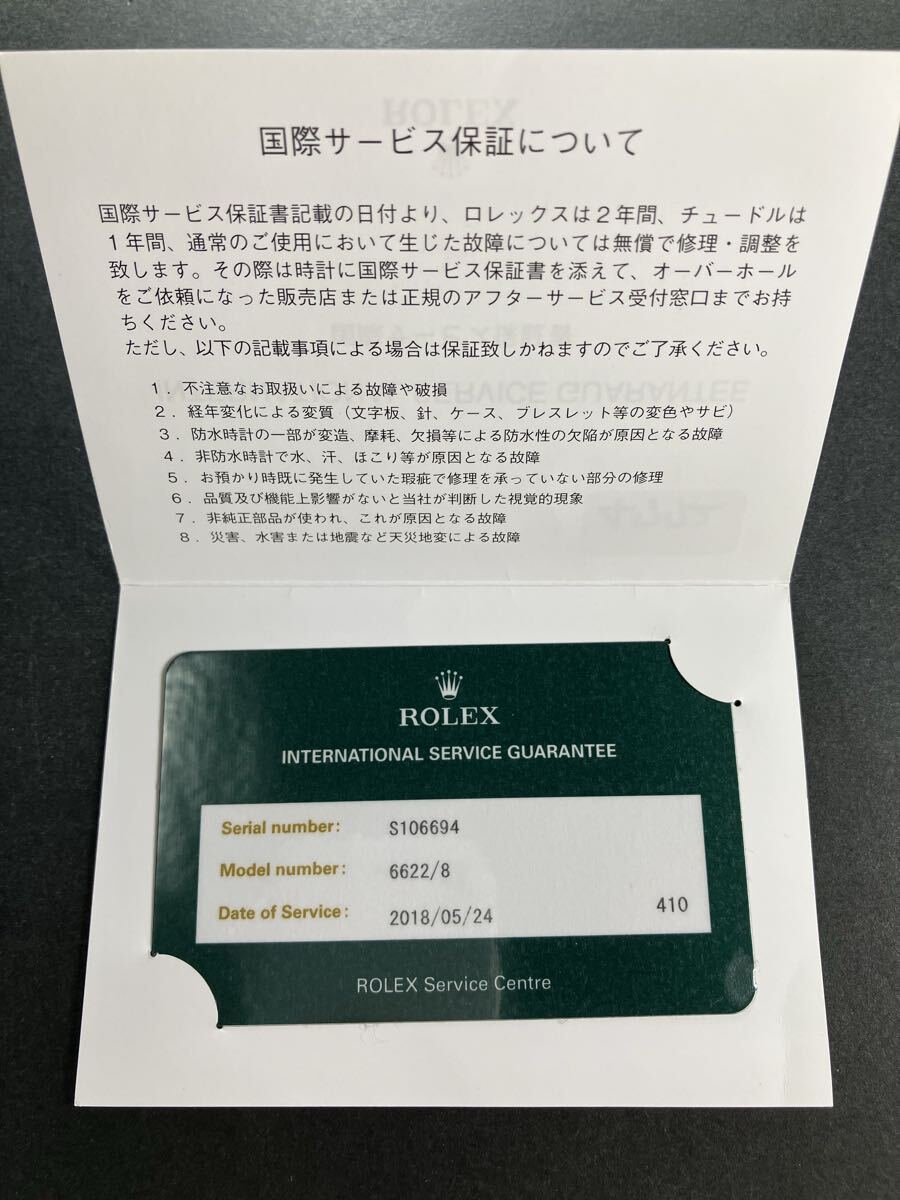 国際サービス保証について
国際サービス保証書記載の日付より、ロレックスは2年間、チュードルは
1年間、通常のご使用において生じた故障については無償で修理・調整を
致します。その際は時計に国際サービス保証書を添えて、オーバーホール
をご依頼になった販売店または正規のアフターサービス受付窓口までお持
ちください。
ただし、以下の記載事項による場合は保証致しかねますのでご了承ください。
1．不注意なお取扱いによる故障や破損
2．経年変化による変質（文字板、針、ケース、ブレスレット等の変色やサビ）
3．防水時計の一部が変造、摩耗、欠損等による防水性の欠陥が原因となる故障
4．非防水時計で水、汗、ほこり等が原因となる故障
5．お預かり時既に発生していた瑕疵で修理を承っていない部分の修理
6．品質及び機能上影響がないと当社が判断した視覚的現象
7．非純正部品が使われ、これが原因となる故障
8．災害、水害または地震など天災地変による故障
ROLEX
INTERNATIONAL SERVICE GUARANTEE
Serial number: S106694
Model number: 6622/8
Date of Service: 2018/05/24 410
ROLEX Service Centre